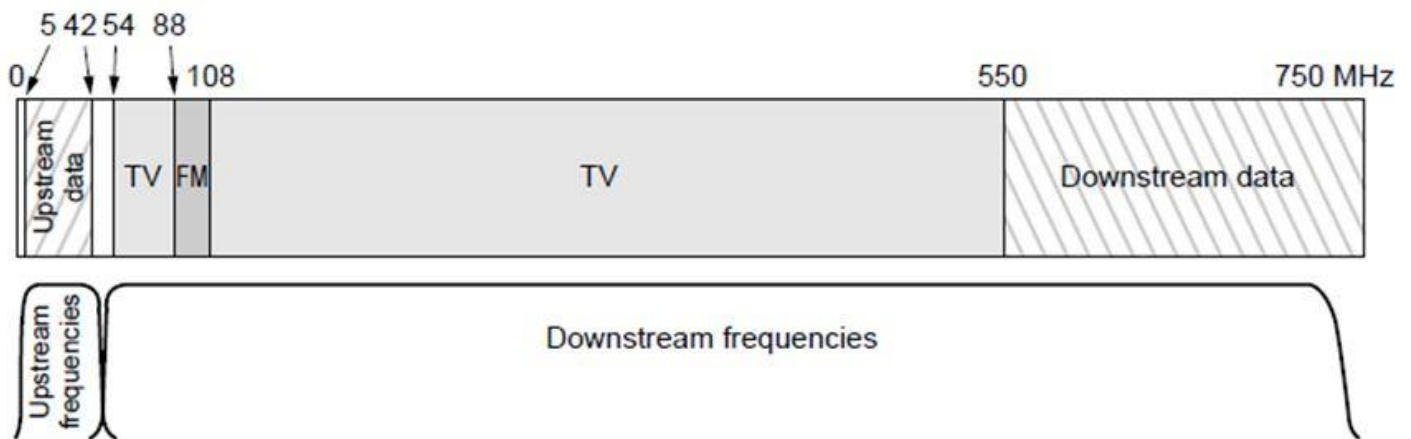 5 42 54 88
0 108 550 750 MHz
Upstream
data
TV FM TV Downstream data
Upstream
frequencies
Downstream frequencies